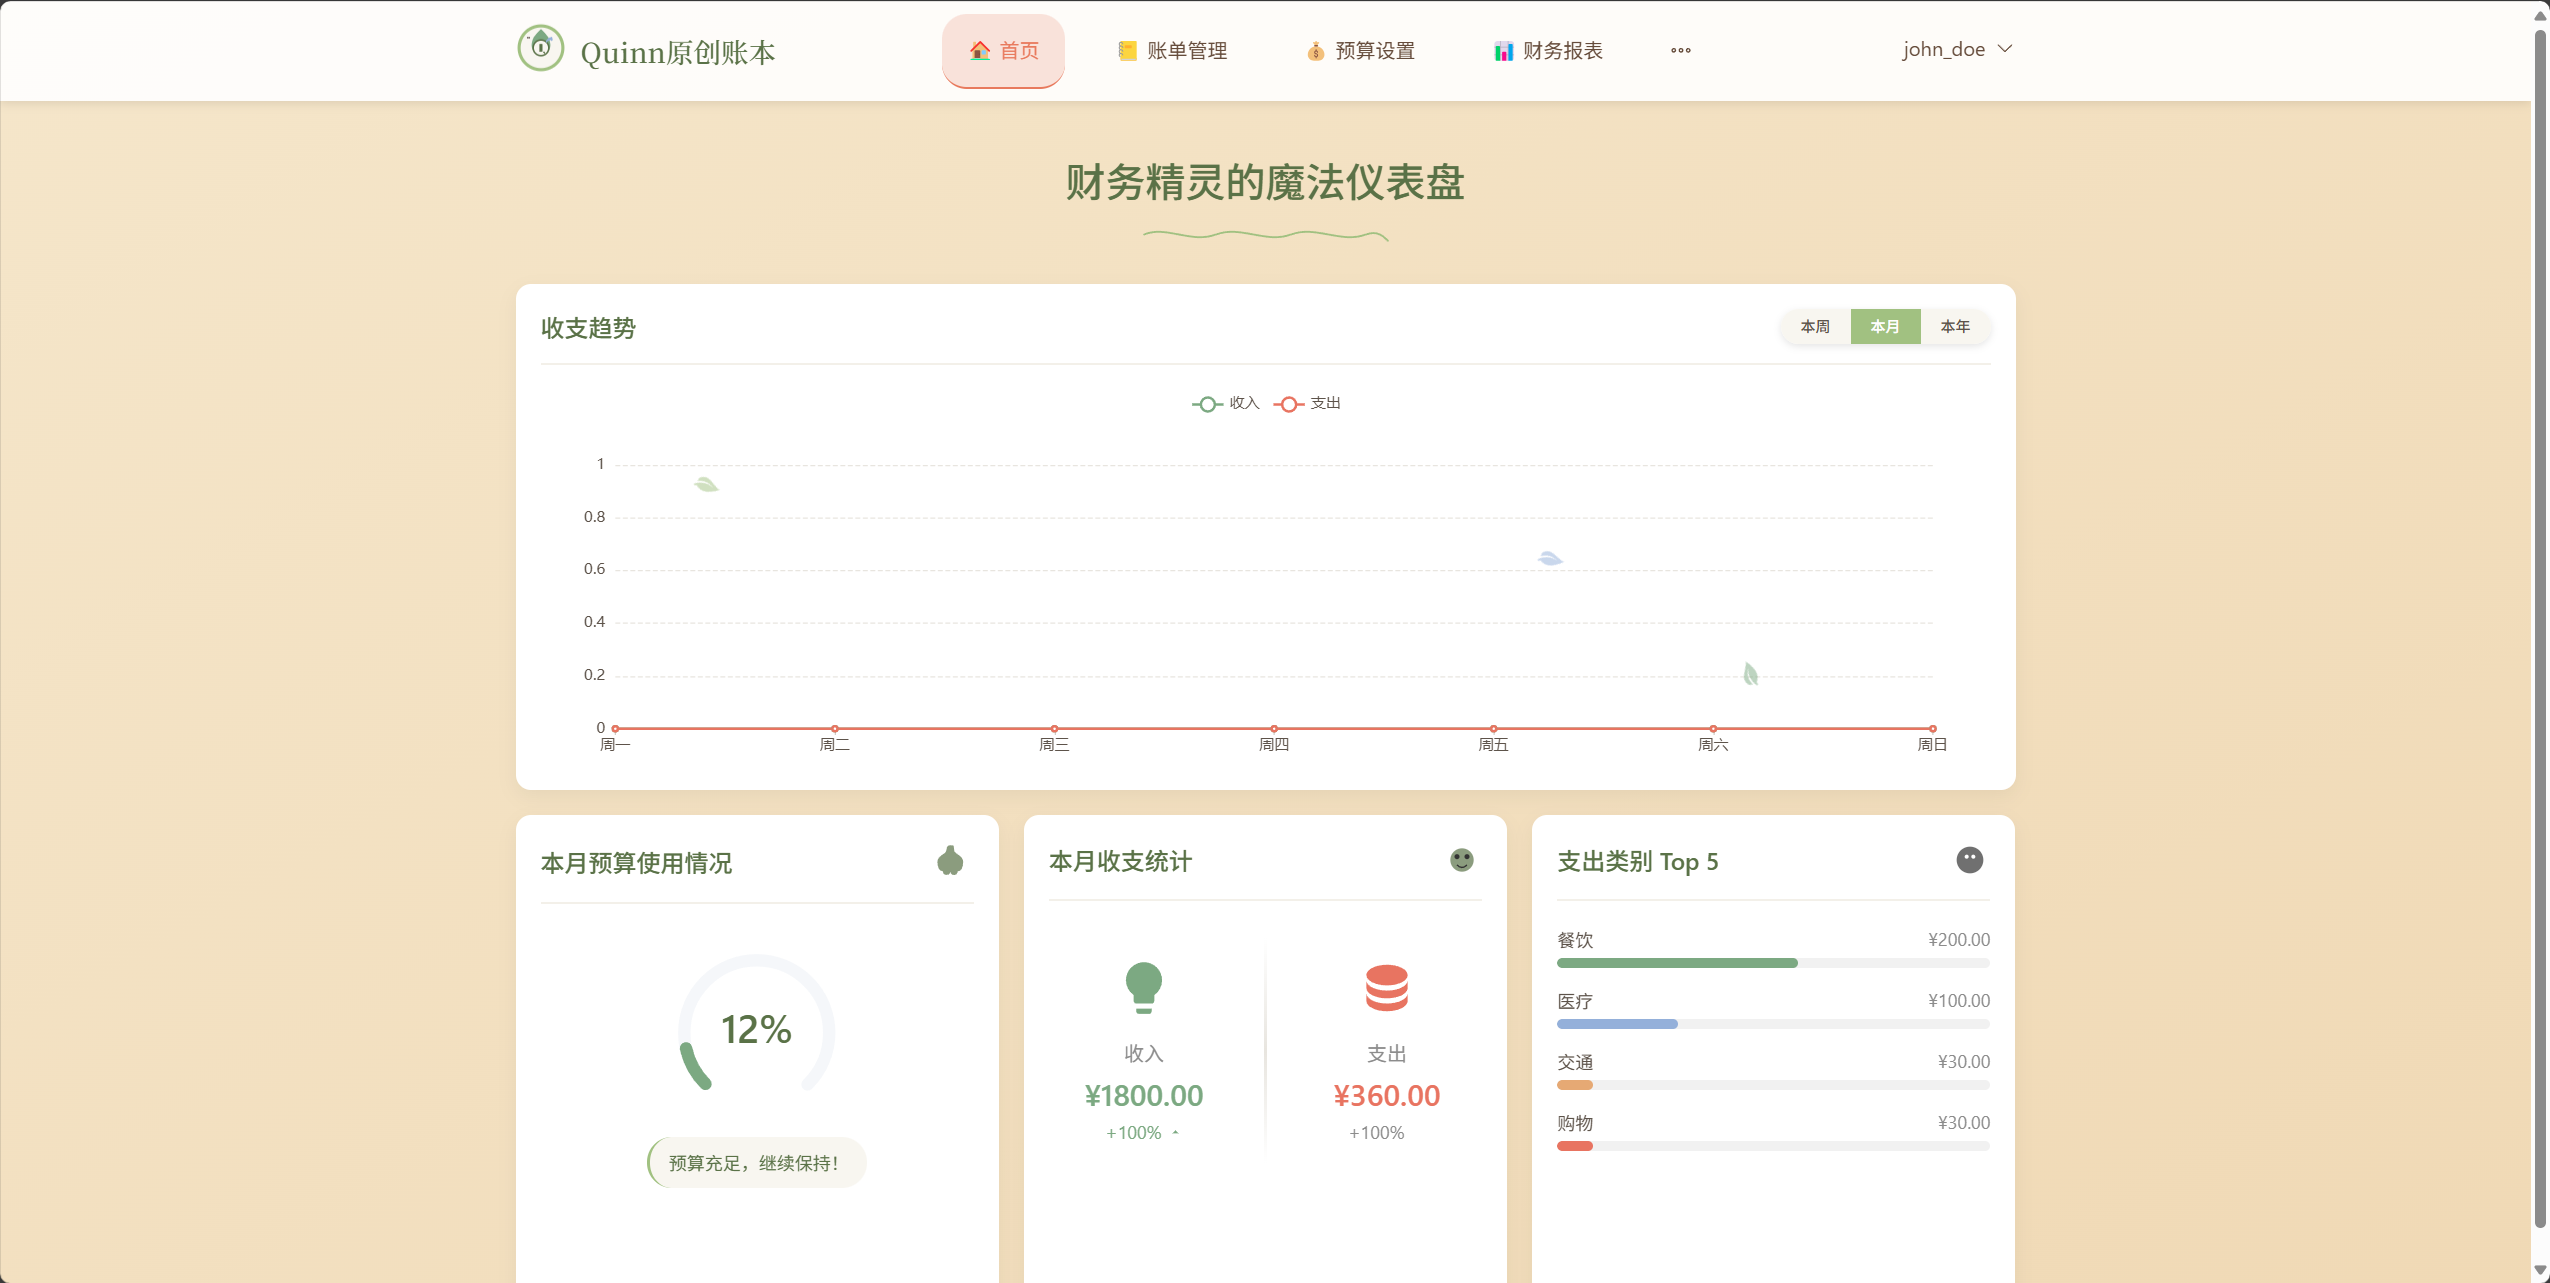 Quinn原创账本
首页
账单管理
预算设置
财务报表
john_doe
财务精灵的魔法仪表盘
收支趋势
本周 本月 本年
收入 支出
1
0.8
0.6
0.4
0.2
0
周一 周二 周三 周四 周五 周六 周日
本月预算使用情况
12%
预算充足，继续保持！
本月收支统计
收入
¥1800.00
+100%
支出
¥360.00
+100%
支出类别 Top 5
餐饮 ¥200.00
医疗 ¥100.00
交通 ¥30.00
购物 ¥30.00